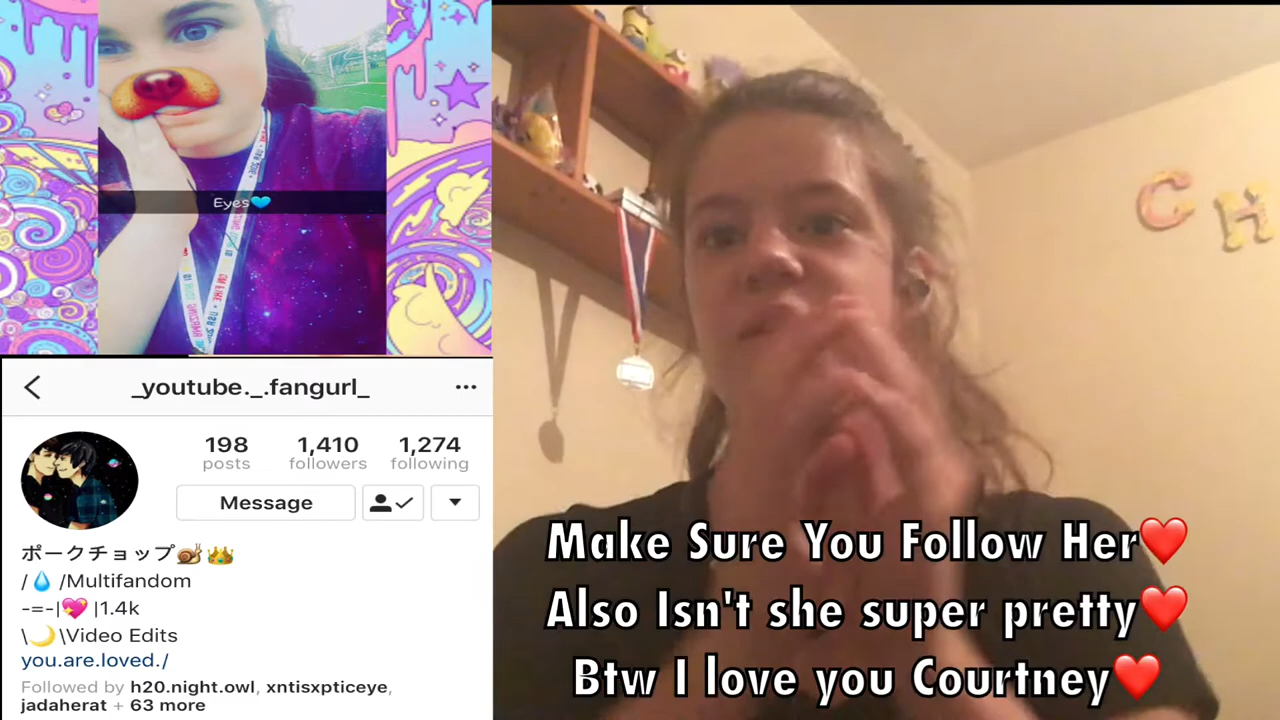 Eyes💙
_youtube._.fangurl_
198 1,410 1,274
posts followers following
Message
ポークチョップ🐌👑
/💧/Multifandom
-=-|💖|1.4k
\🌙\Video Edits
you.are.loved./
Followed by h20.night.owl, xntisxpticeye,
jadaherat + 63 more
C H
Make Sure You Follow Her❤️
Also Isn't she super pretty❤️
Btw I love you Courtney❤️